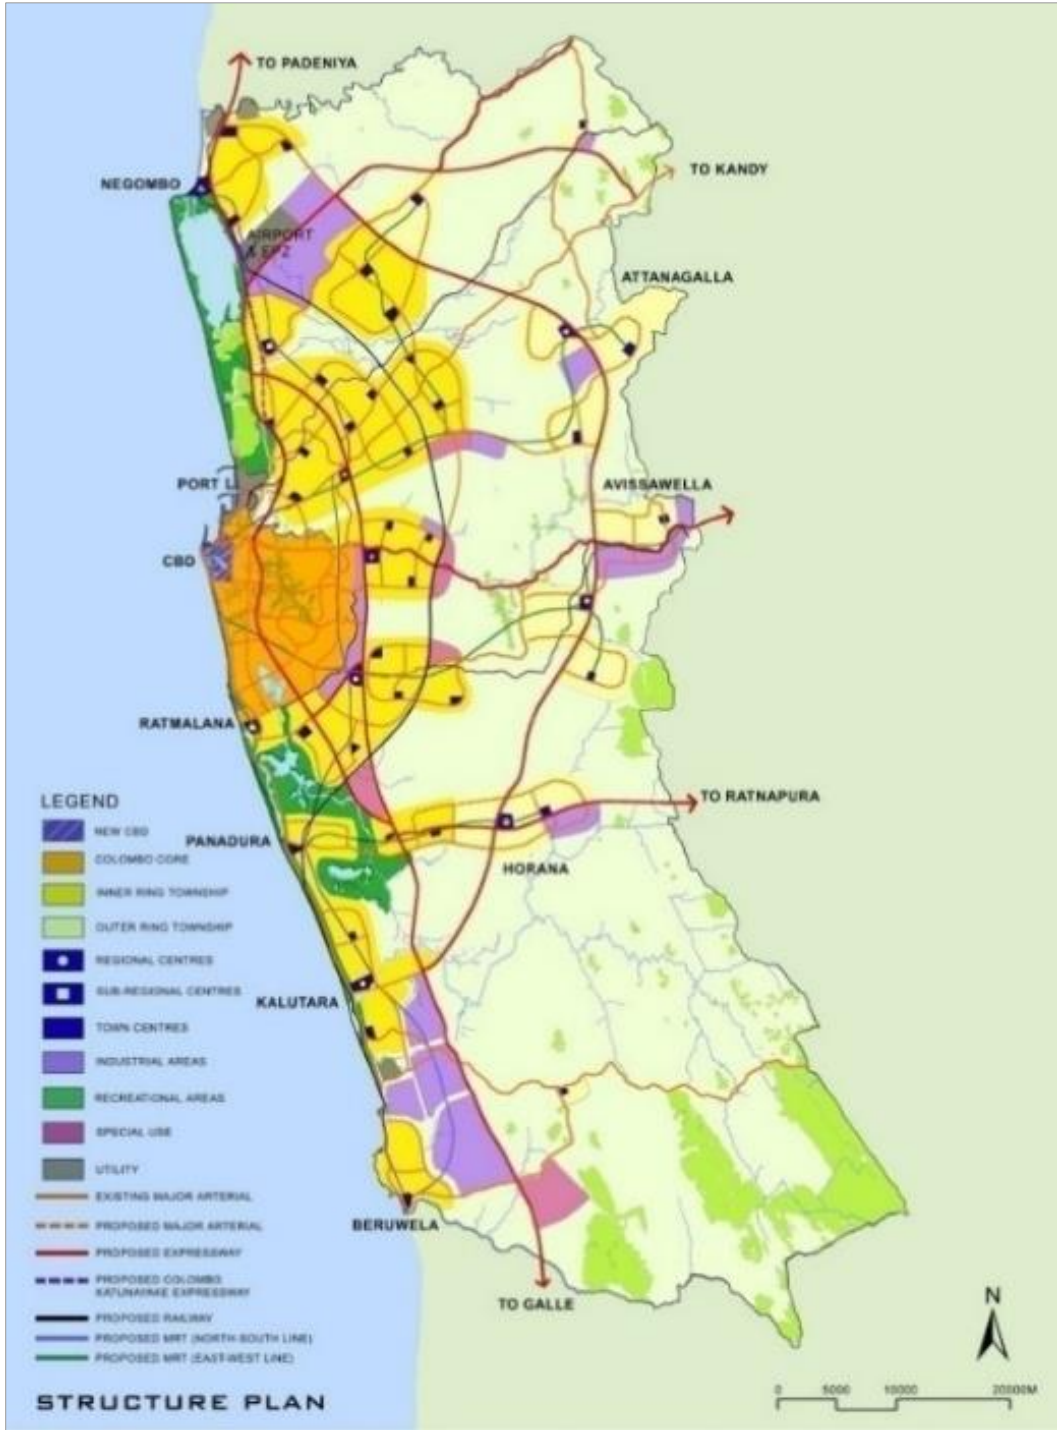 TO PADENIYA
TO KANDY
NEGOMBO
AIRPORT
& EPZ
ATTANAGALLA
PORT
AVISSAWELLA
CBD
RATMALANA
TO RATNAPURA
PANADURA
HORANA
KALUTARA
BERUWELA
TO GALLE
LEGEND
NEW CBD
COLOMBO CORE
INNER RING TOWNSHIP
OUTER RING TOWNSHIP
REGIONAL CENTRES
SUB-REGIONAL CENTRES
TOWN CENTRES
INDUSTRIAL AREAS
RECREATIONAL AREAS
SPECIAL USE
UTILITY
EXISTING MAJOR ARTERIAL
PROPOSED MAJOR ARTERIAL
PROPOSED EXPRESSWAY
PROPOSED COLOMBO
KATUNAYAKE EXPRESSWAY
PROPOSED RAILWAY
PROPOSED MRT (NORTH-SOUTH LINE)
PROPOSED MRT (EAST-WEST LINE)
STRUCTURE PLAN
N
0 5000 10000 20000M